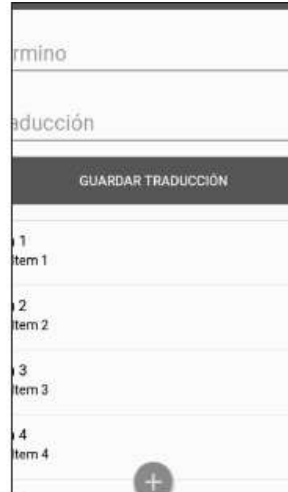 rmino
aducción
GUARDAR TRADUCCIÓN
1
Item 1
2
Item 2
3
Item 3
4
Item 4
+